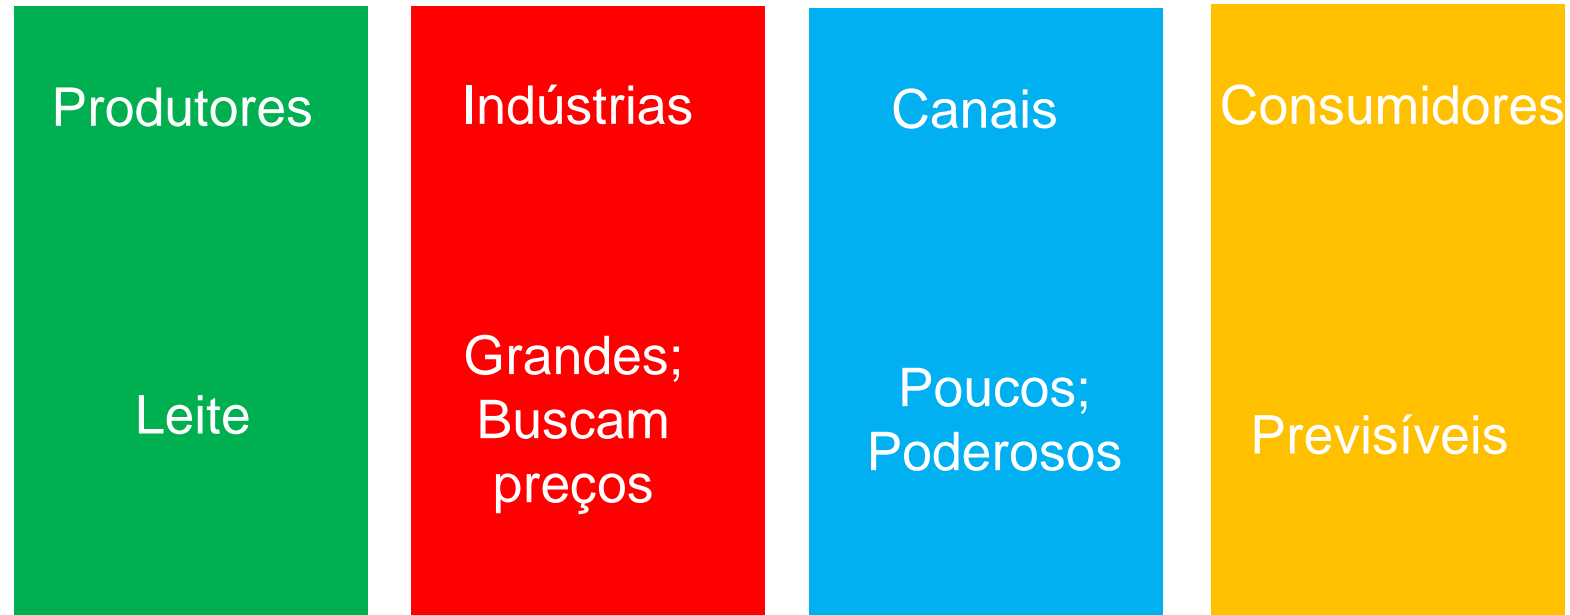 Produtores
Leite
Indústrias
Grandes;
Buscam
preços
Canais
Poucos;
Poderosos
Consumidores
Previsíveis